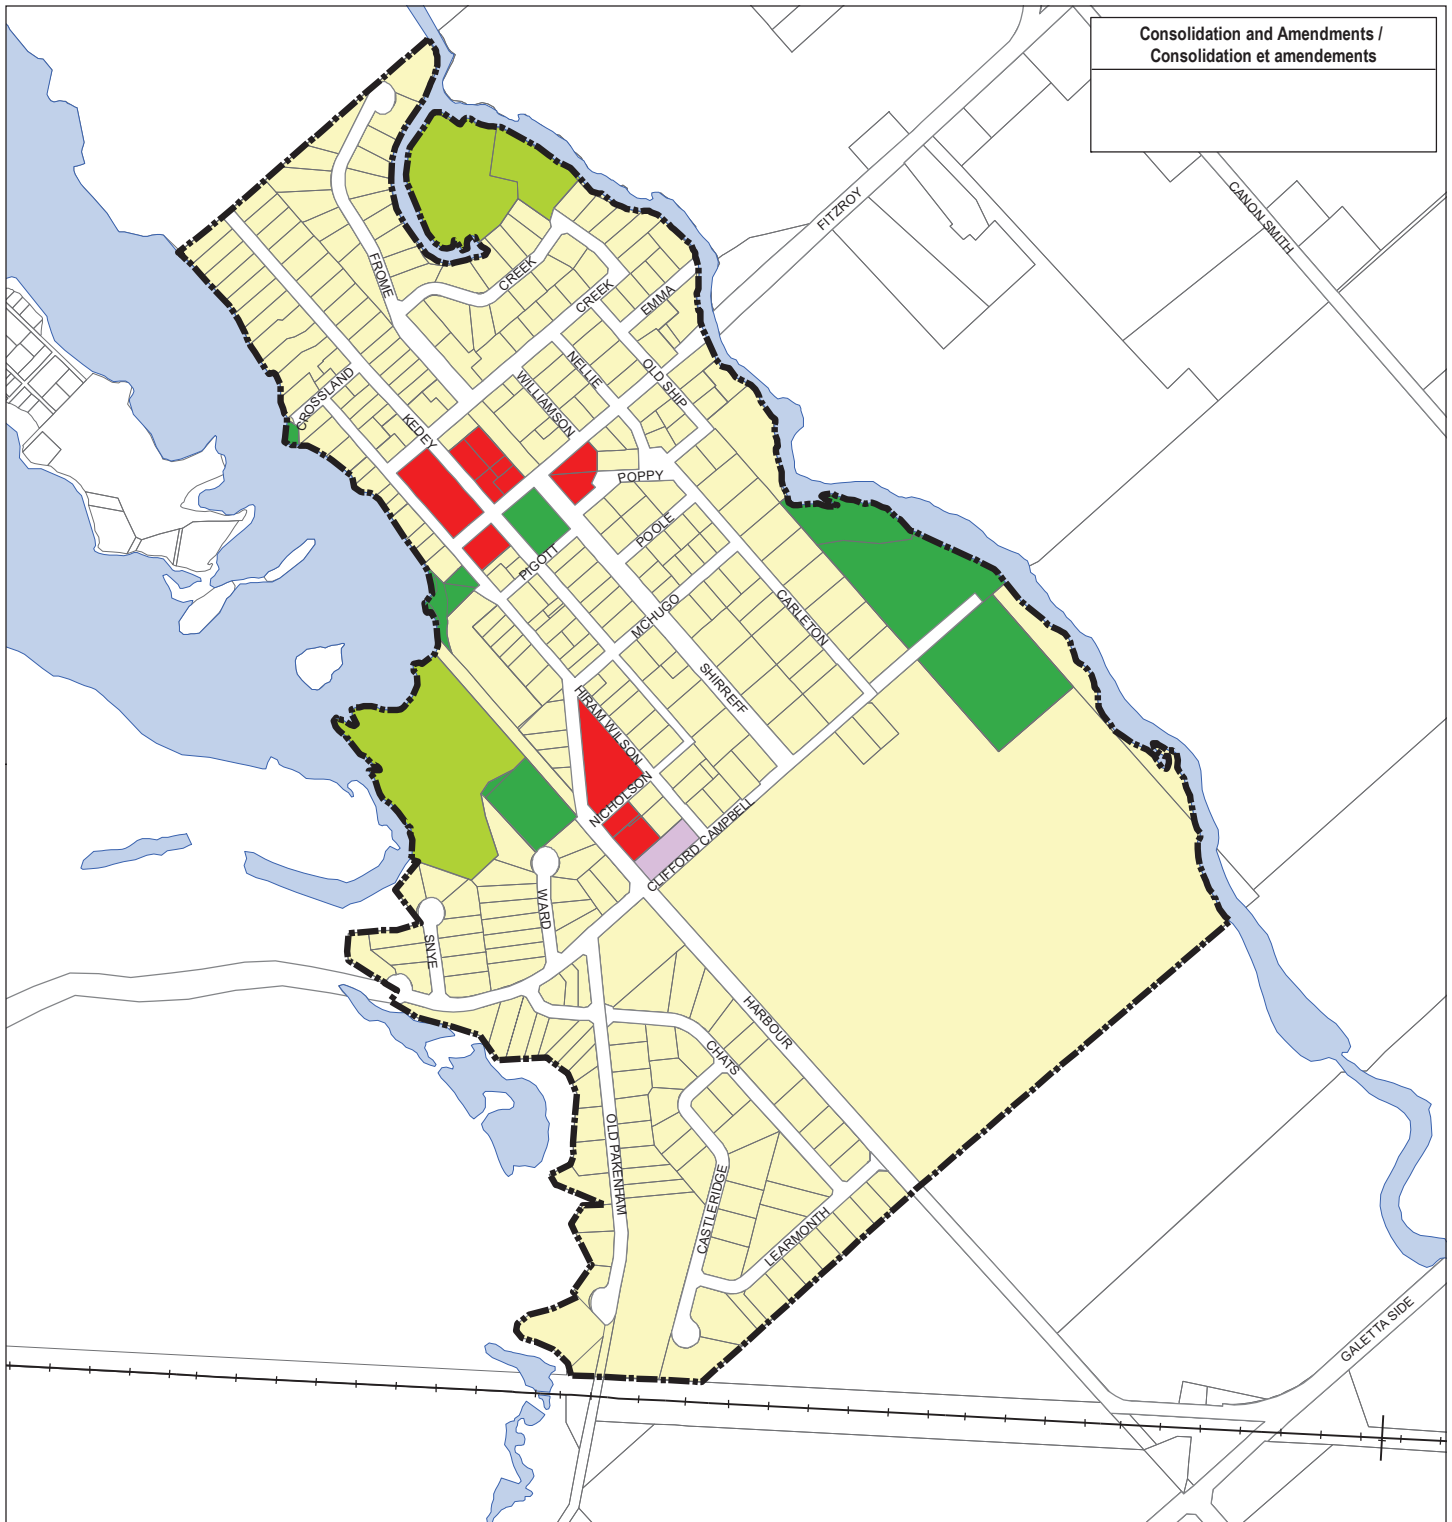 Consolidation and Amendments /
Consolidation et amendements
FITZROY
CANON SMITH
FROME
CREEK
CREEK
EMMA
CROSSLAND
KEDEY
WILLIAMSON
NELLIE
OLD SHIP
POPPY
POOLE
PIGOTT
MCHUGO
CARLETON
SHIRREFF
HIRAM WILSON
NICHOLSON
CLIFFORD CAMPBELL
WARD
SNYE
HARBOUR
CHATS
OLD PAKENHAM
CASTLERIDGE
LEARMONTH
GALETTA SIDE